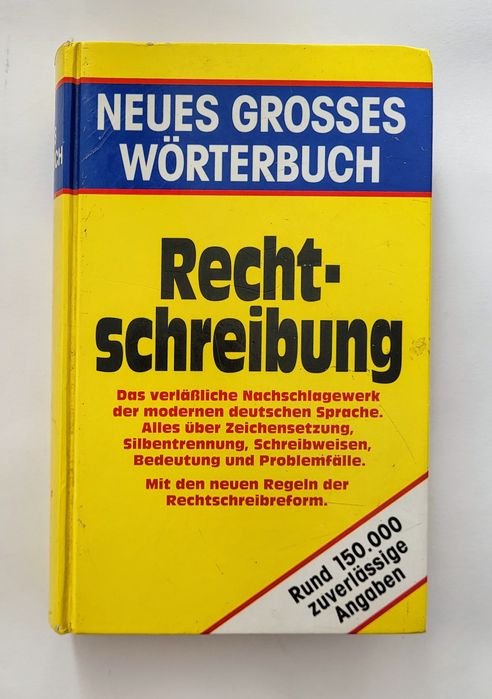 NEUES GROSSES
WÖRTERBUCH
Recht-
schreibung
Das verläßliche Nachschlagewerk
der modernen deutschen Sprache.
Alles über Zeichensetzung,
Silbentrennung, Schreibweisen,
Bedeutung und Problemfälle.
Mit den neuen Regeln der
Rechtschreibreform.
Rund 150.000
zuverlässige
Angaben